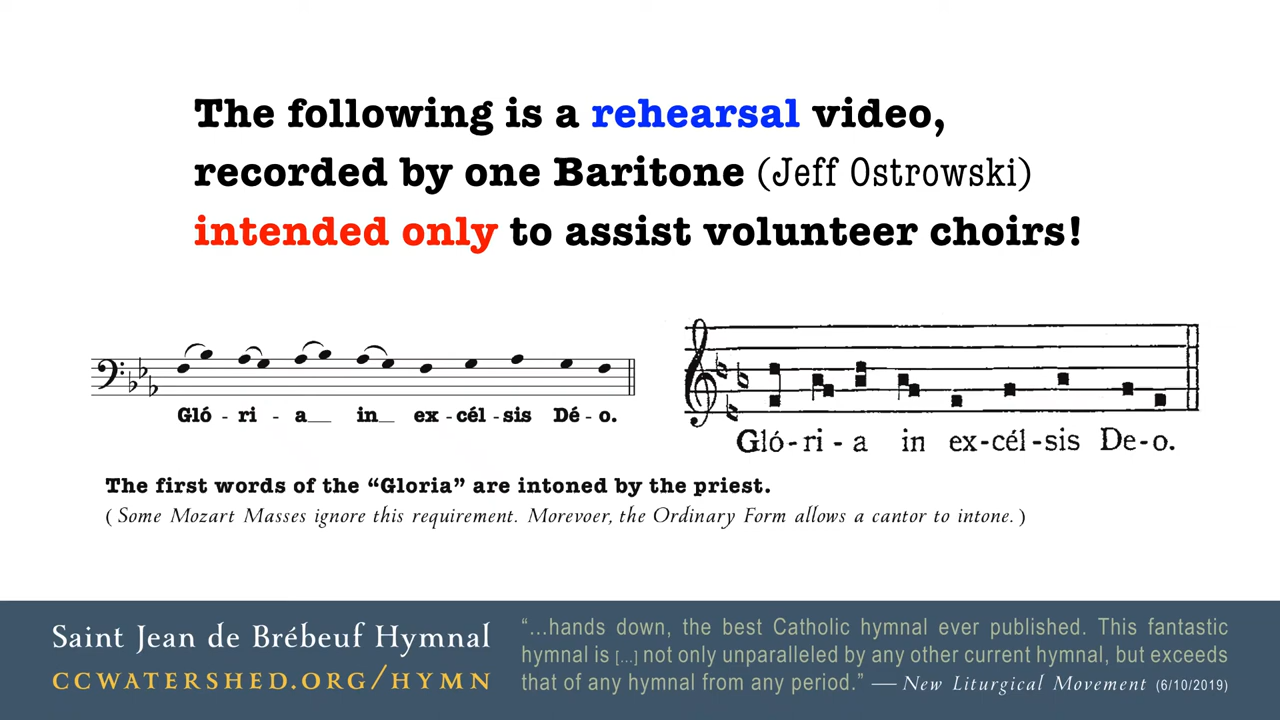 The following is a rehearsal video,
recorded by one Baritone (Jeff Ostrowski)
intended only to assist volunteer choirs!
Gló - ri - a__ in_ ex - cél - sis Dé - o.
Gló - ri - a in ex - cél - sis De - o.
The first words of the “Gloria” are intoned by the priest.
( Some Mozart Masses ignore this requirement. Morevoer, the Ordinary Form allows a cantor to intone. )
Saint Jean de Brébeuf Hymnal
CCWATERSHED.ORG/HYMN
“…hands down, the best Catholic hymnal ever published. This fantastic
hymnal is [...] not only unparalleled by any other current hymnal, but exceeds
that of any hymnal from any period.” — New Liturgical Movement (6/10/2019)